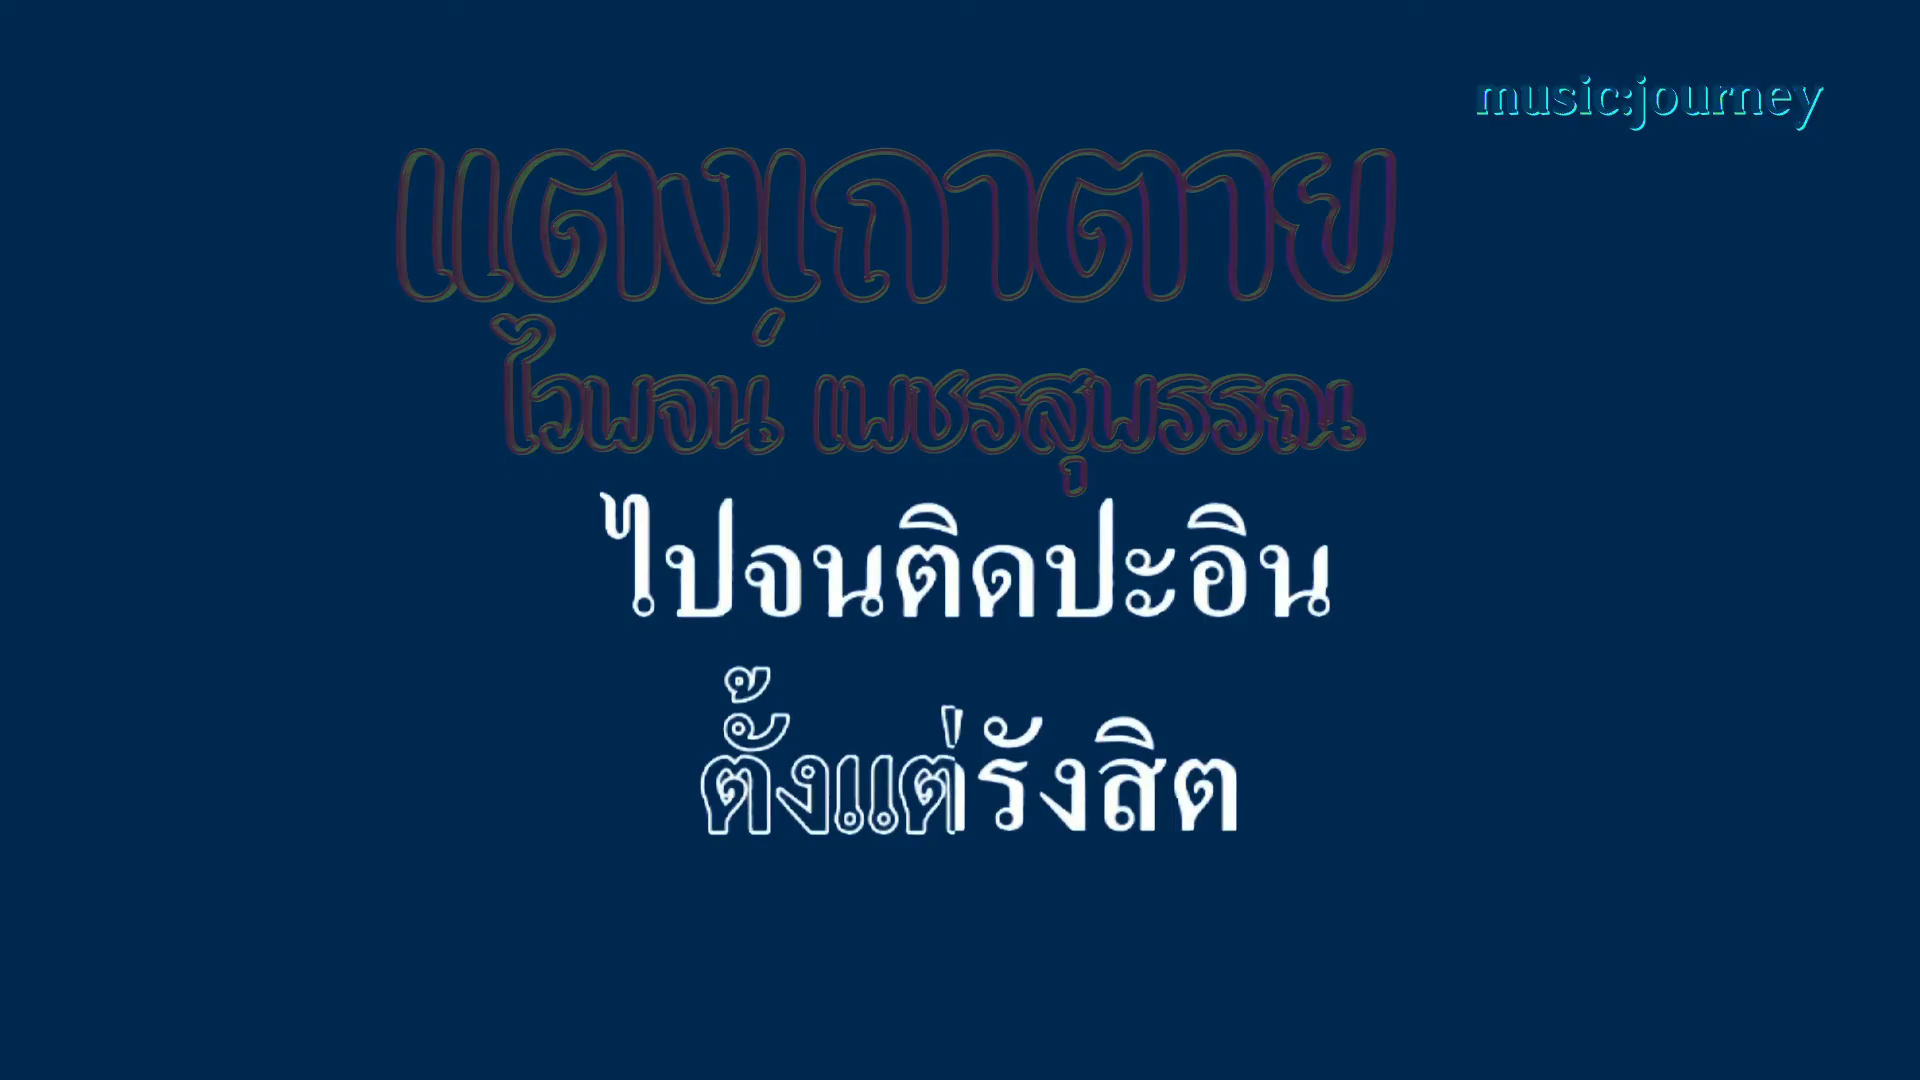 music:journey
แตงเถาตาย
ไวพจน์ เพชรสุพรรณ
ไปจนติดปะอิน
ตั้งแต่รังสิต